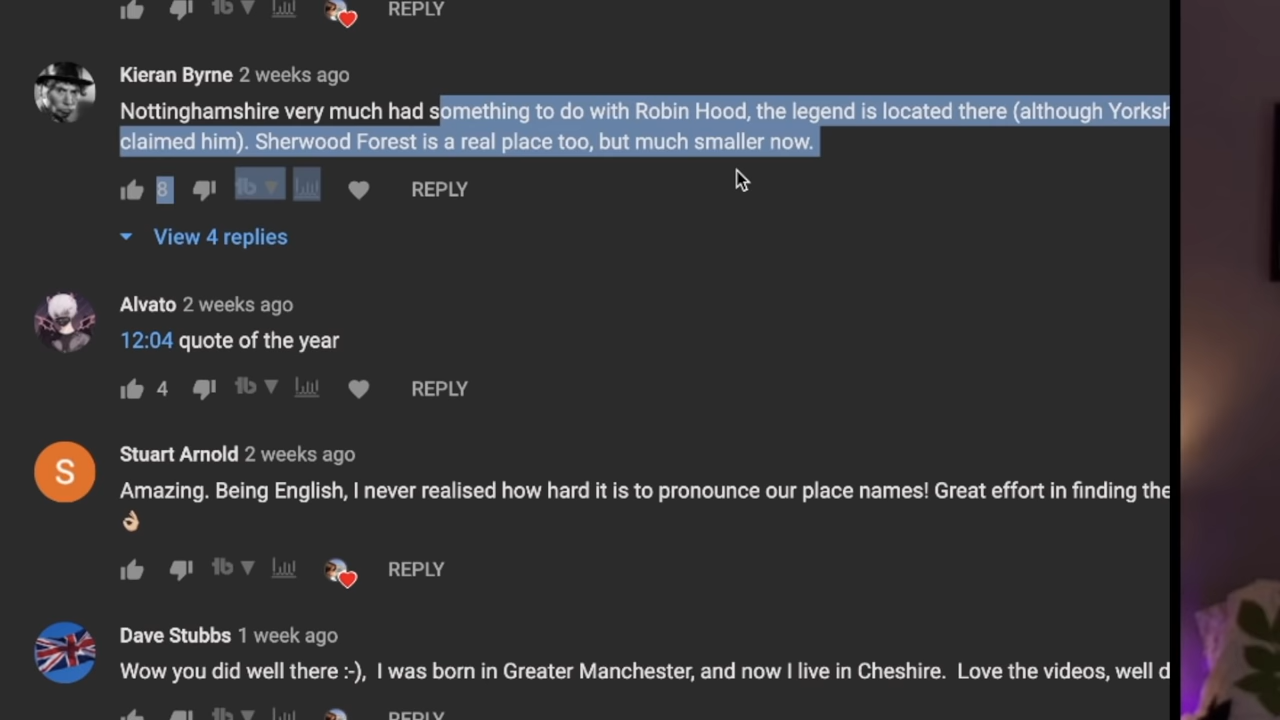 REPLY
Kieran Byrne 2 weeks ago
Nottinghamshire very much had something to do with Robin Hood, the legend is located there (although Yorksh
claimed him). Sherwood Forest is a real place too, but much smaller now.
8 REPLY
View 4 replies
Alvato 2 weeks ago
12:04 quote of the year
4 REPLY
S
Stuart Arnold 2 weeks ago
Amazing. Being English, I never realised how hard it is to pronounce our place names! Great effort in finding the
👌🏼
REPLY
Dave Stubbs 1 week ago
Wow you did well there :-), I was born in Greater Manchester, and now I live in Cheshire. Love the videos, well d
REPLY